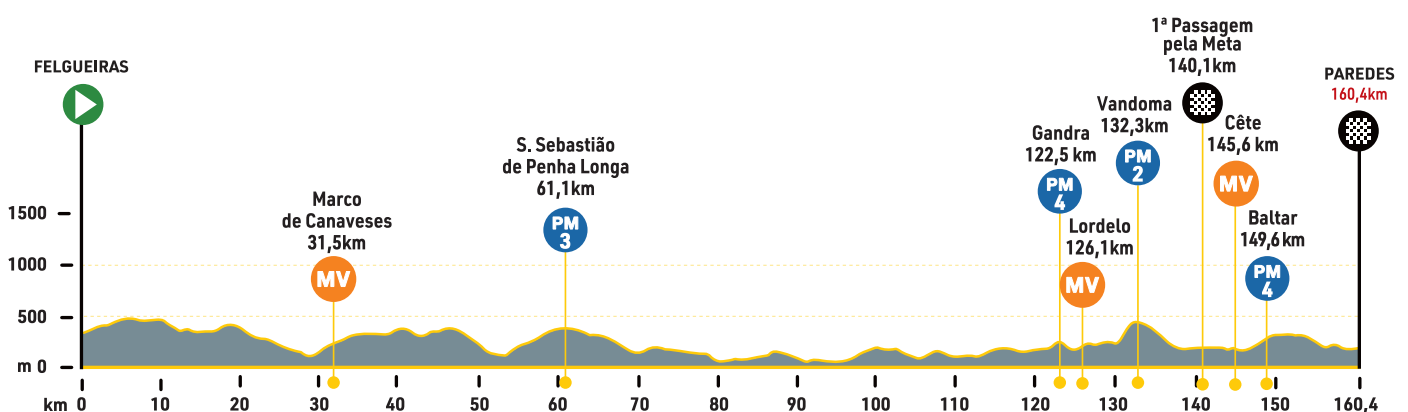 FELGUEIRAS
Marco
de Canaveses
31,5km
MV
S. Sebastião
de Penha Longa
61,1km
PM
3
Gandra
122,5 km
PM
4
Lordelo
126,1km
MV
Vandoma
132,3km
PM
2
1ª Passagem
pela Meta
140,1km
Cête
145,6 km
MV
Baltar
149,6km
PM
4
PAREDES
160,4km
1500
1000
500
m 0
km 0 10 20 30 40 50 60 70 80 90 100 110 120 130 140 150 160,4